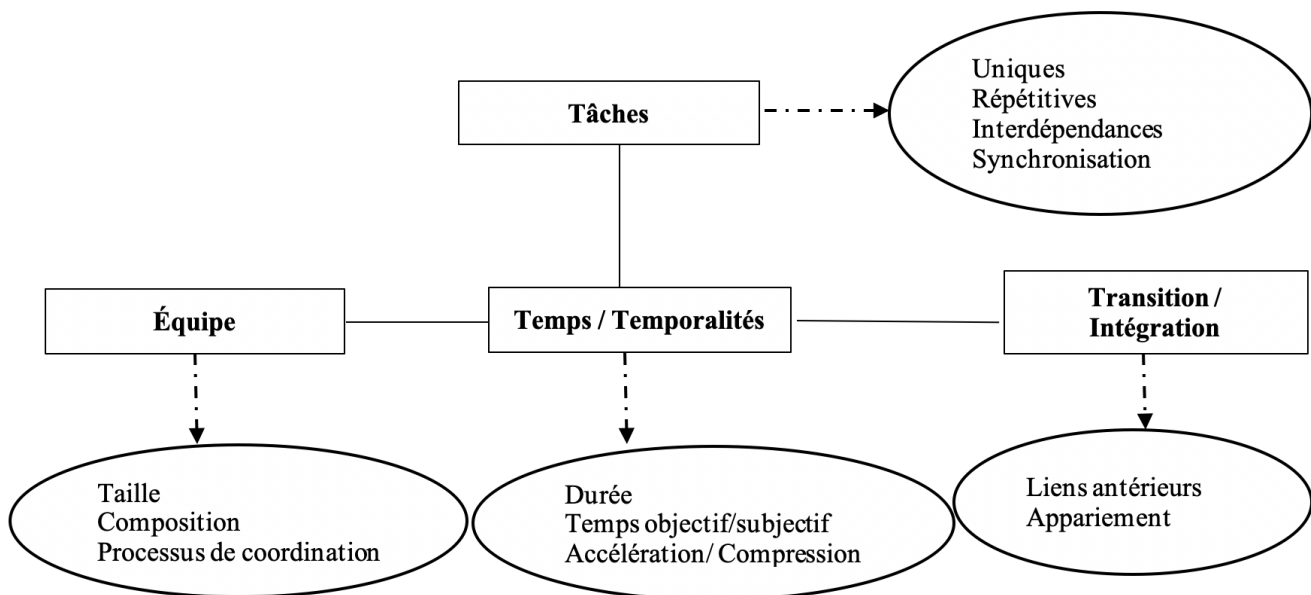 Uniques
Répétitives
Interdépendances
Synchronisation
Tâches
Équipe
Temps / Temporalités
Transition /
Intégration
Taille
Composition
Processus de coordination
Durée
Temps objectif/subjectif
Accélération/ Compression
Liens antérieurs
Appariement